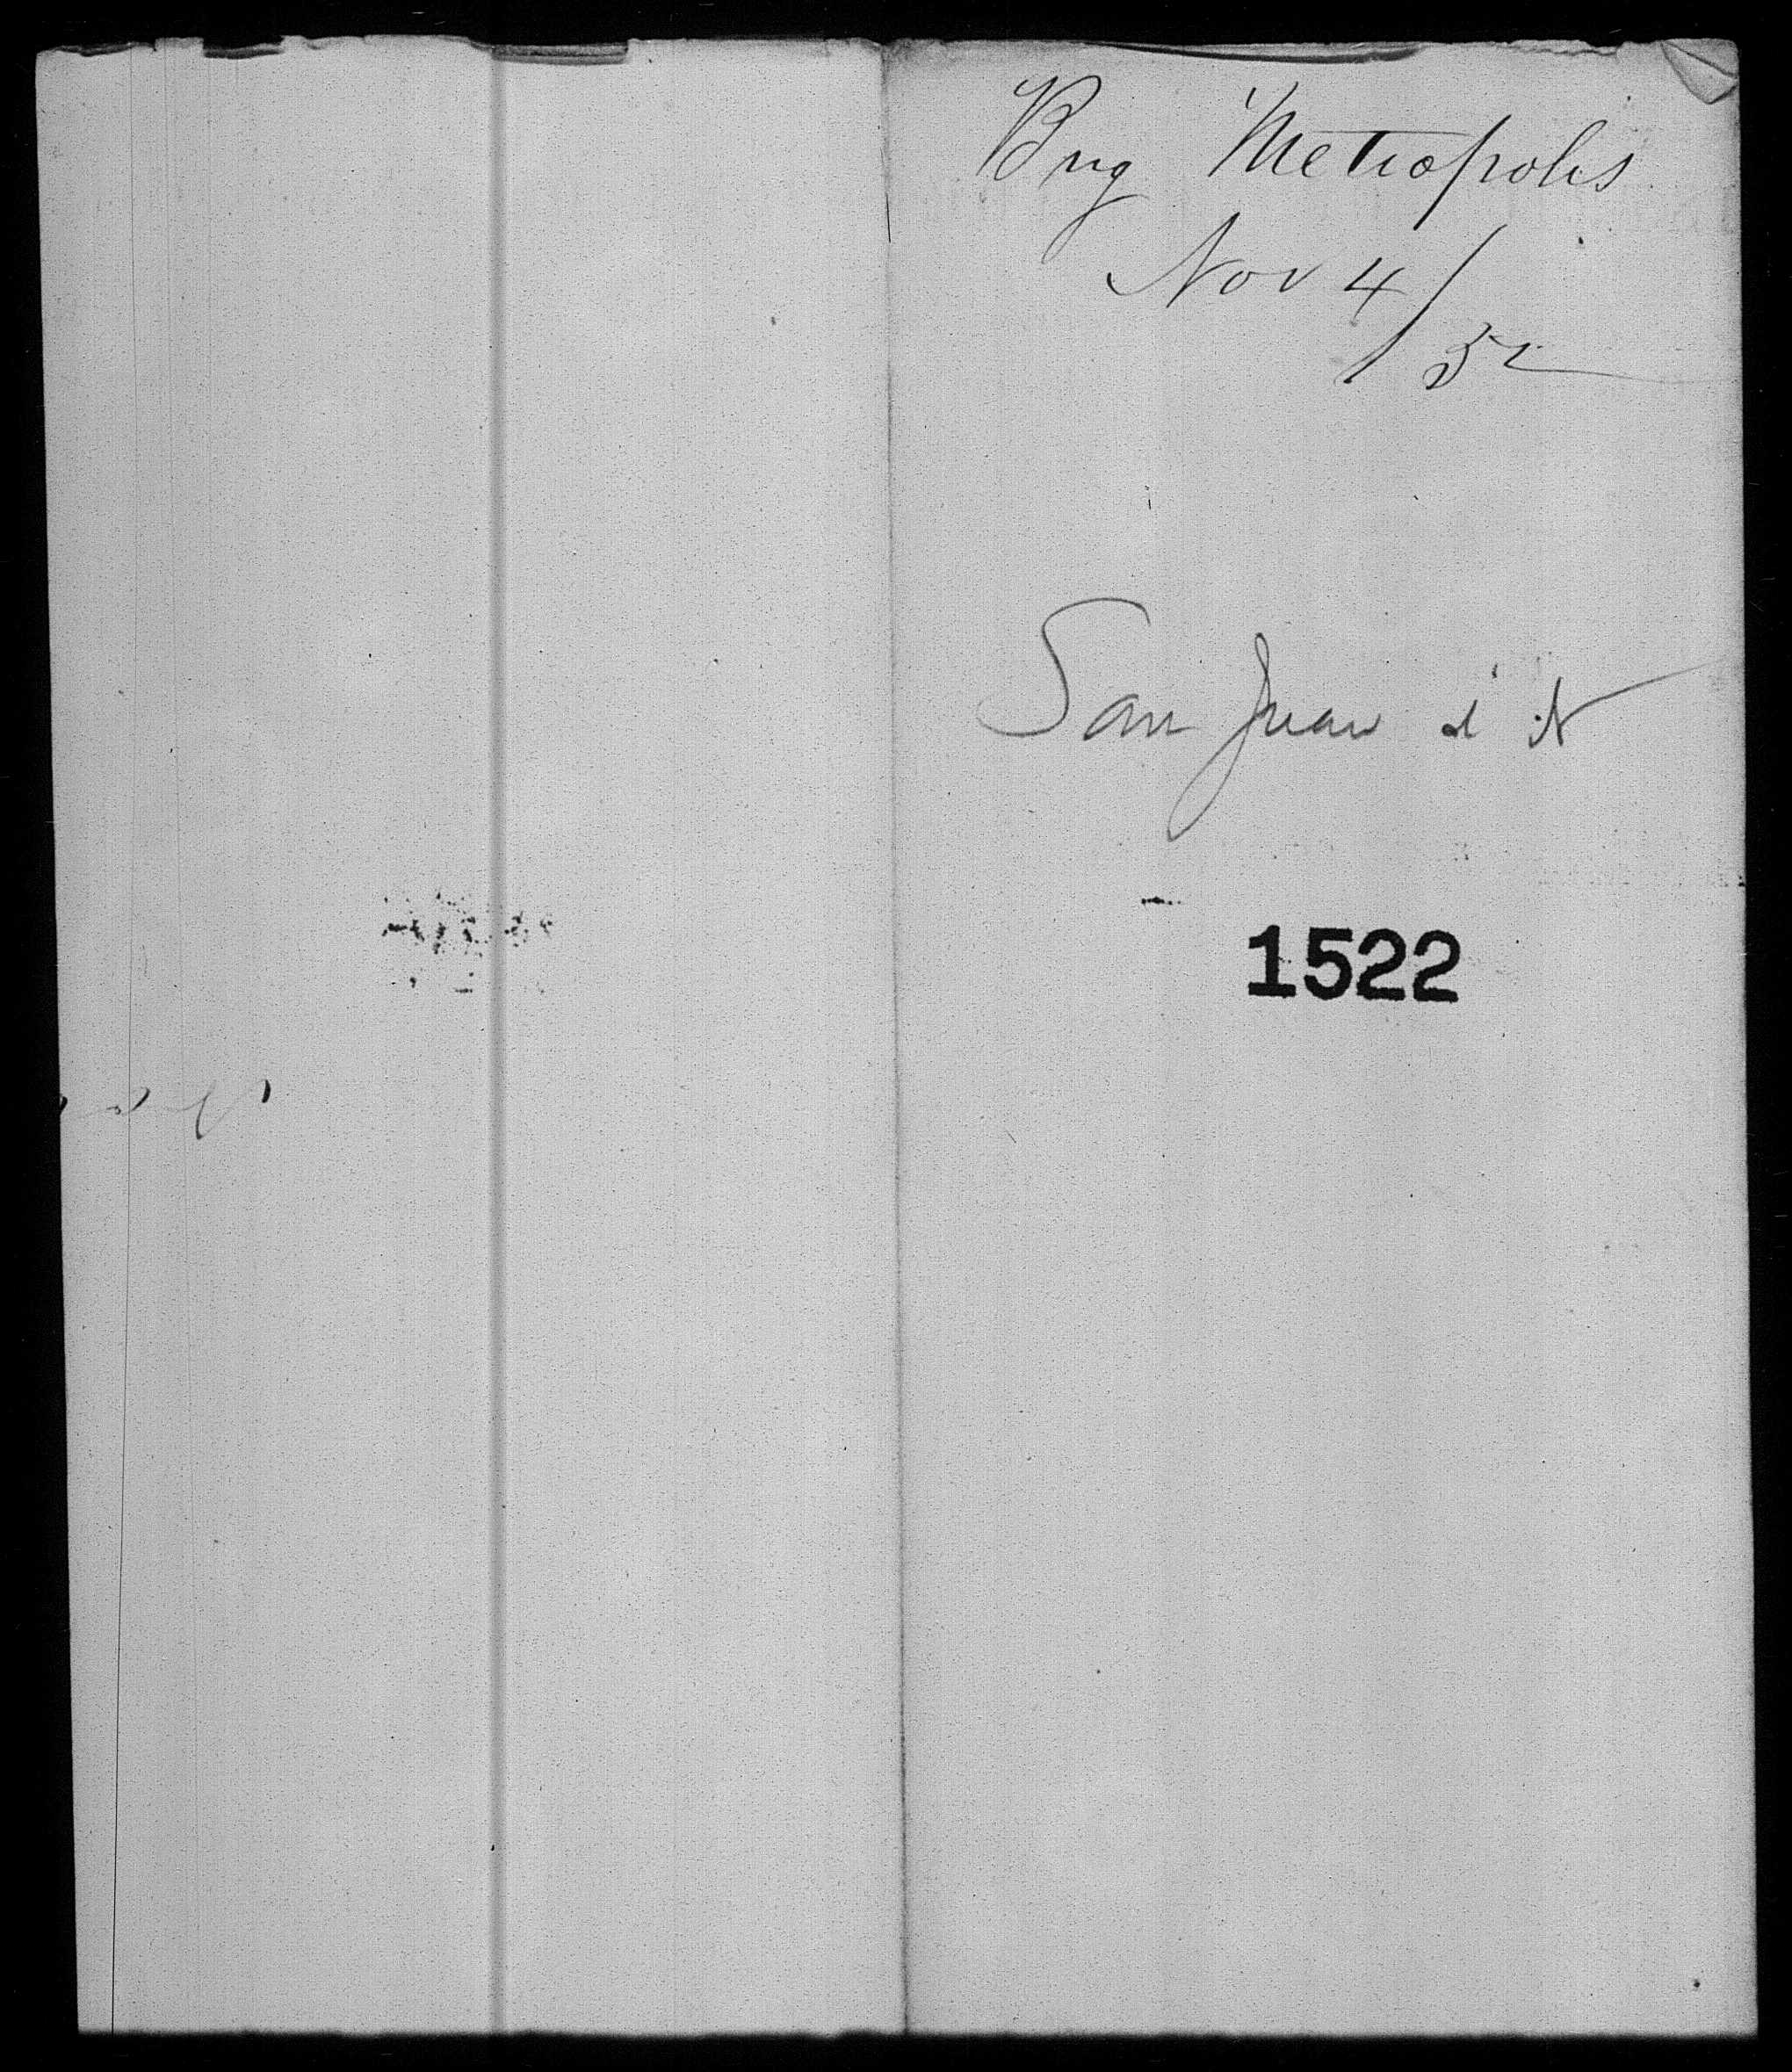 Brig Metropolis
Nov 4/52
San Juan d N
1522